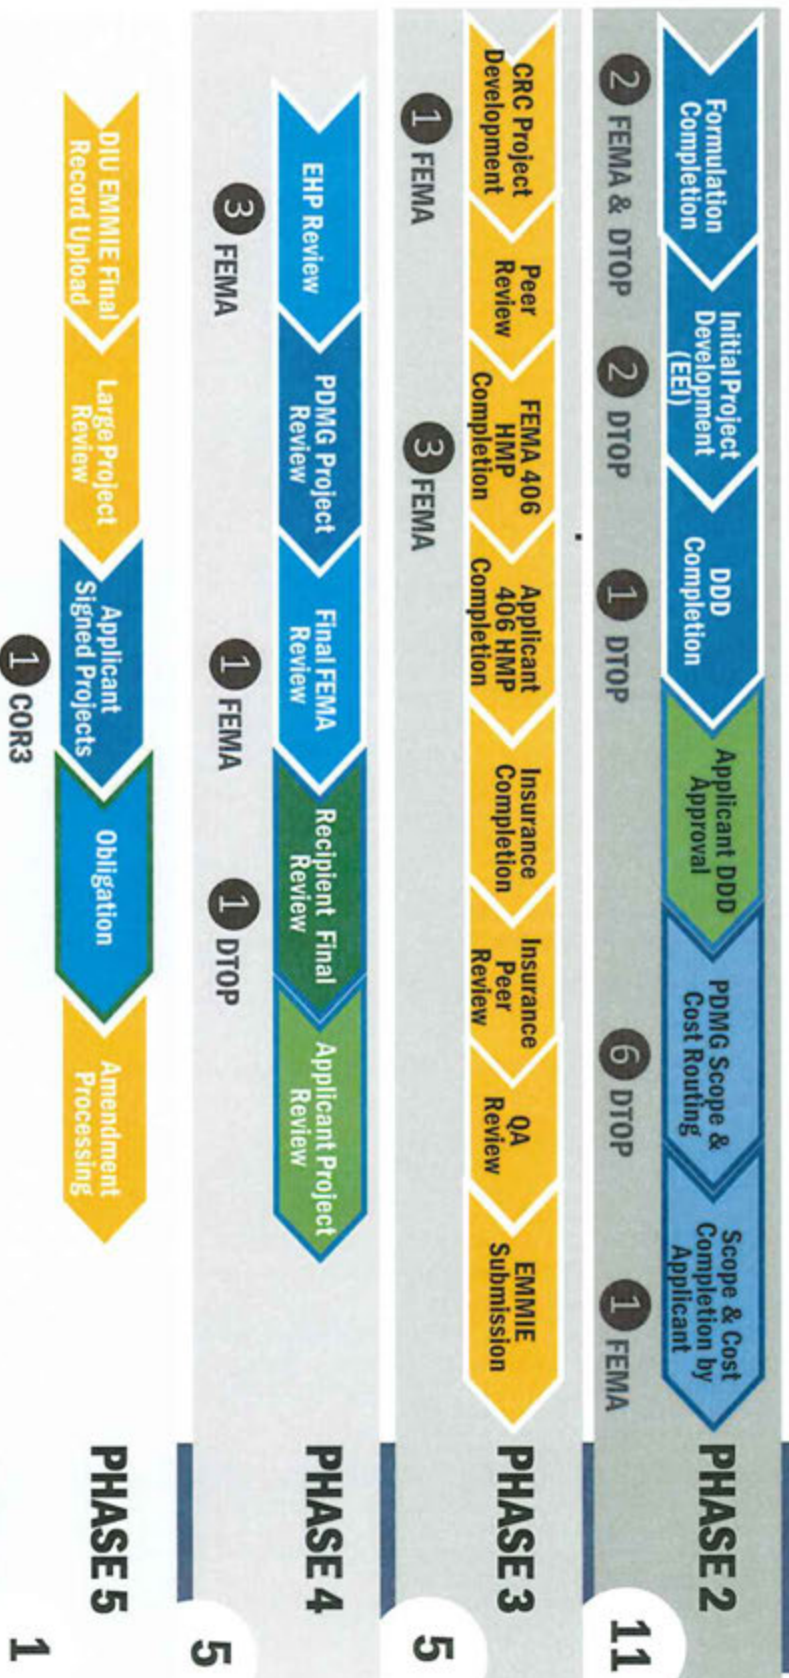 Formulation
Completion
Initial Project
Development
(EEI)
DDD
Completion
Applicant DDD
Approval
PDMG Scope &
Cost Routing
Scope & Cost
Completion by
Applicant
PHASE 2
2 FEMA & DTOP
2 DTOP
1 DTOP
6 DTOP
1 FEMA
11
CRC Project
Development
Peer
Review
FEMA 406
HMP
Completion
Applicant
406 HMP
Completion
Insurance
Completion
Insurance
Peer
Review
QA
Review
EMMIE
Submission
PHASE 3
1 FEMA
3 FEMA
5
EHP Review
PDMG Project
Review
Final FEMA
Review
Recipient Final
Review
Applicant Project
Review
PHASE 4
3 FEMA
1 FEMA
1 DTOP
5
DIU EMMIE Final
Record Upload
Large Project
Review
Applicant
Signed Projects
Obligation
Amendment
Processing
PHASE 5
1 COR3
1